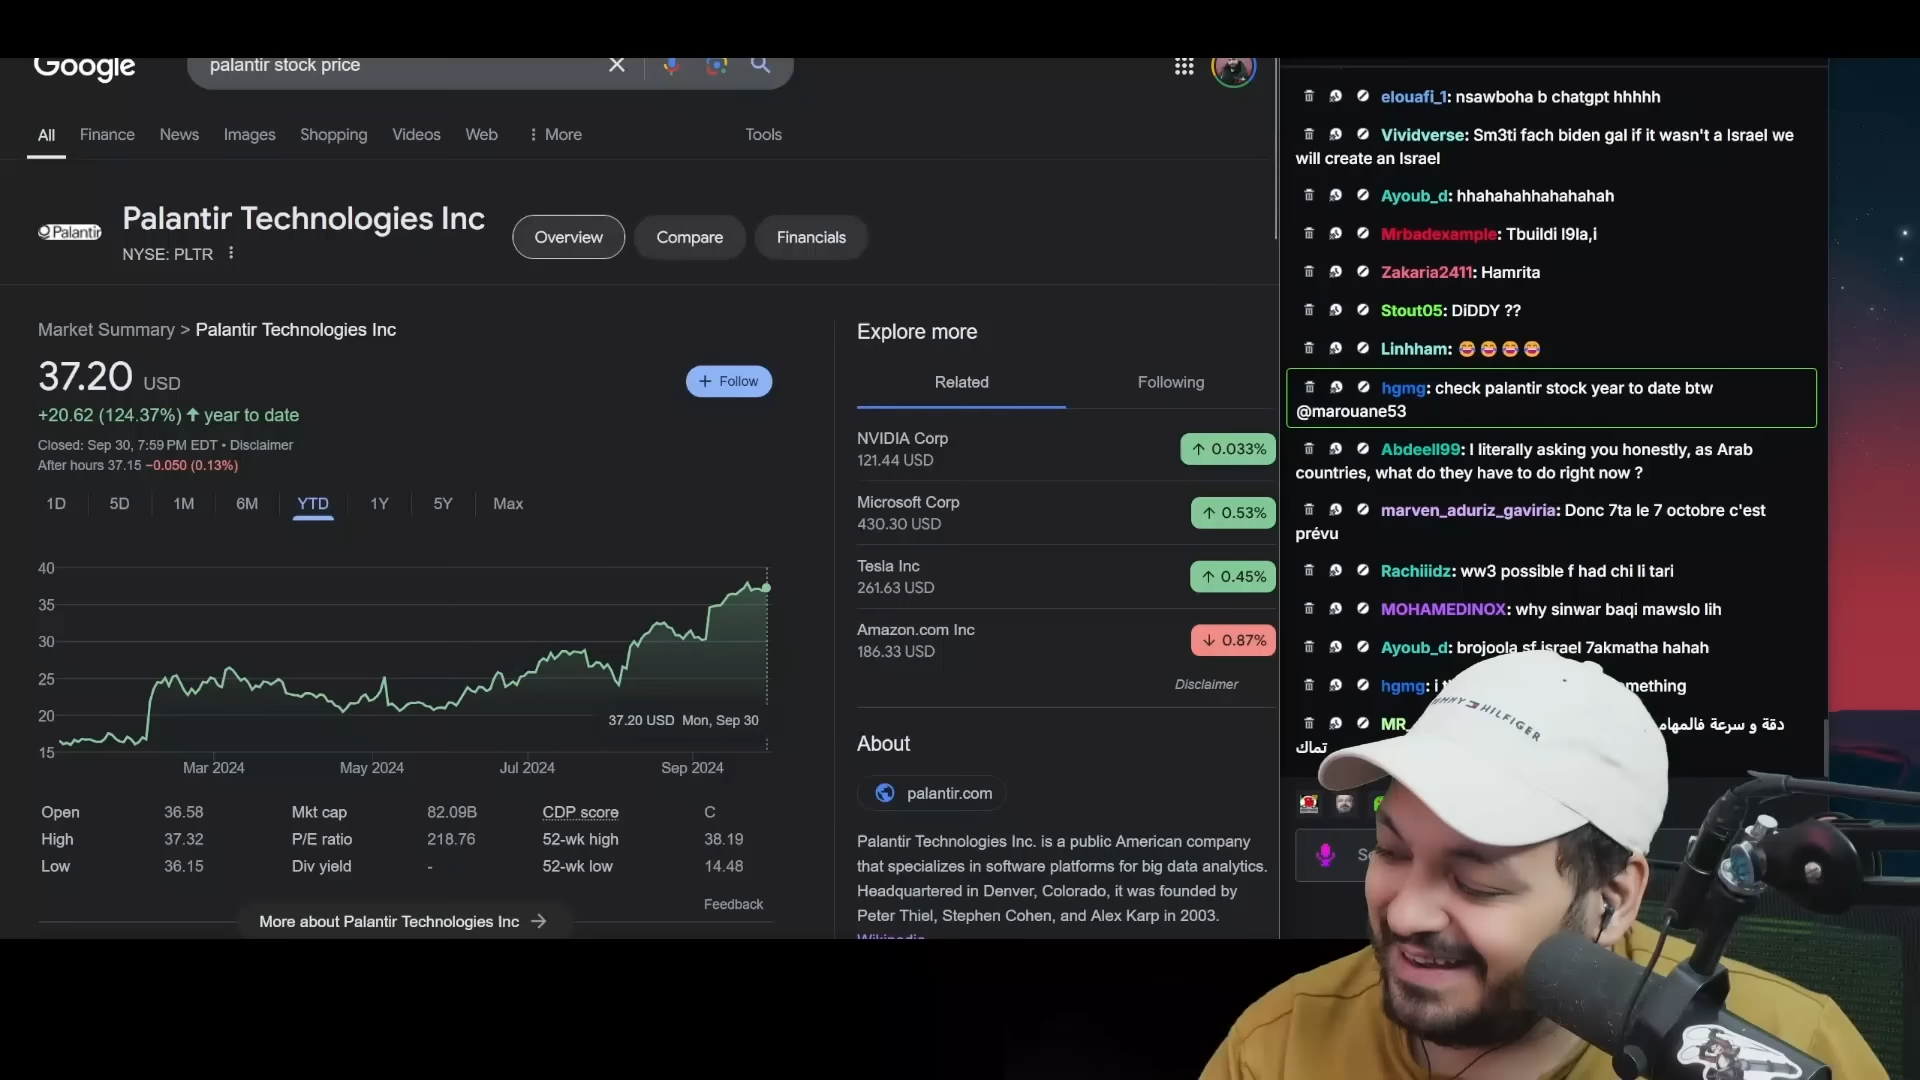 Google
palantir stock price
All Finance News Images Shopping Videos Web More Tools
Palantir
Palantir Technologies Inc
NYSE: PLTR
Overview Compare Financials
Market Summary > Palantir Technologies Inc
37.20 USD
+ Follow
+20.62 (124.37%) ↑ year to date
Closed: Sep 30, 7:59 PM EDT • Disclaimer
After hours 37.15 −0.050 (0.13%)
1D 5D 1M 6M YTD 1Y 5Y Max
40
35
30
25
20
15
37.20 USD Mon, Sep 30
Mar 2024 May 2024 Jul 2024 Sep 2024
Open 36.58 Mkt cap 82.09B CDP score C
High 37.32 P/E ratio 218.76 52-wk high 38.19
Low 36.15 Div yield - 52-wk low 14.48
Feedback
More about Palantir Technologies Inc →
Explore more
Related Following
NVIDIA Corp
121.44 USD
↑ 0.033%
Microsoft Corp
430.30 USD
↑ 0.53%
Tesla Inc
261.63 USD
↑ 0.45%
Amazon.com Inc
186.33 USD
↓ 0.87%
Disclaimer
About
palantir.com
Palantir Technologies Inc. is a public American company
that specializes in software platforms for big data analytics.
Headquartered in Denver, Colorado, it was founded by
Peter Thiel, Stephen Cohen, and Alex Karp in 2003.
Wikipedia
elouafi_1: nsawboha b chatgpt hhhhh
Vividverse: Sm3ti fach biden gal if it wasn't a Israel we
will create an Israel
Ayoub_d: hhahahahhahahahah
Mrbadexample: Tbuildi l9la,i
Zakaria2411: Hamrita
Stout05: DiDDY ??
Linhham: 😂😂😂😂
hgmg: check palantir stock year to date btw
@marouane53
Abdeell99: I literally asking you honestly, as Arab
countries, what do they have to do right now ?
marven_aduriz_gaviria: Donc 7ta le 7 octobre c'est
prévu
Rachiiidz: ww3 possible f had chi li tari
MOHAMEDINOX: why sinwar baqi mawslo lih
Ayoub_d: brojoola sf israel 7akmatha hahah
hgmg: i
MR_
دقة و سرعة فالمهام
تماك
TOMMY HILFIGER